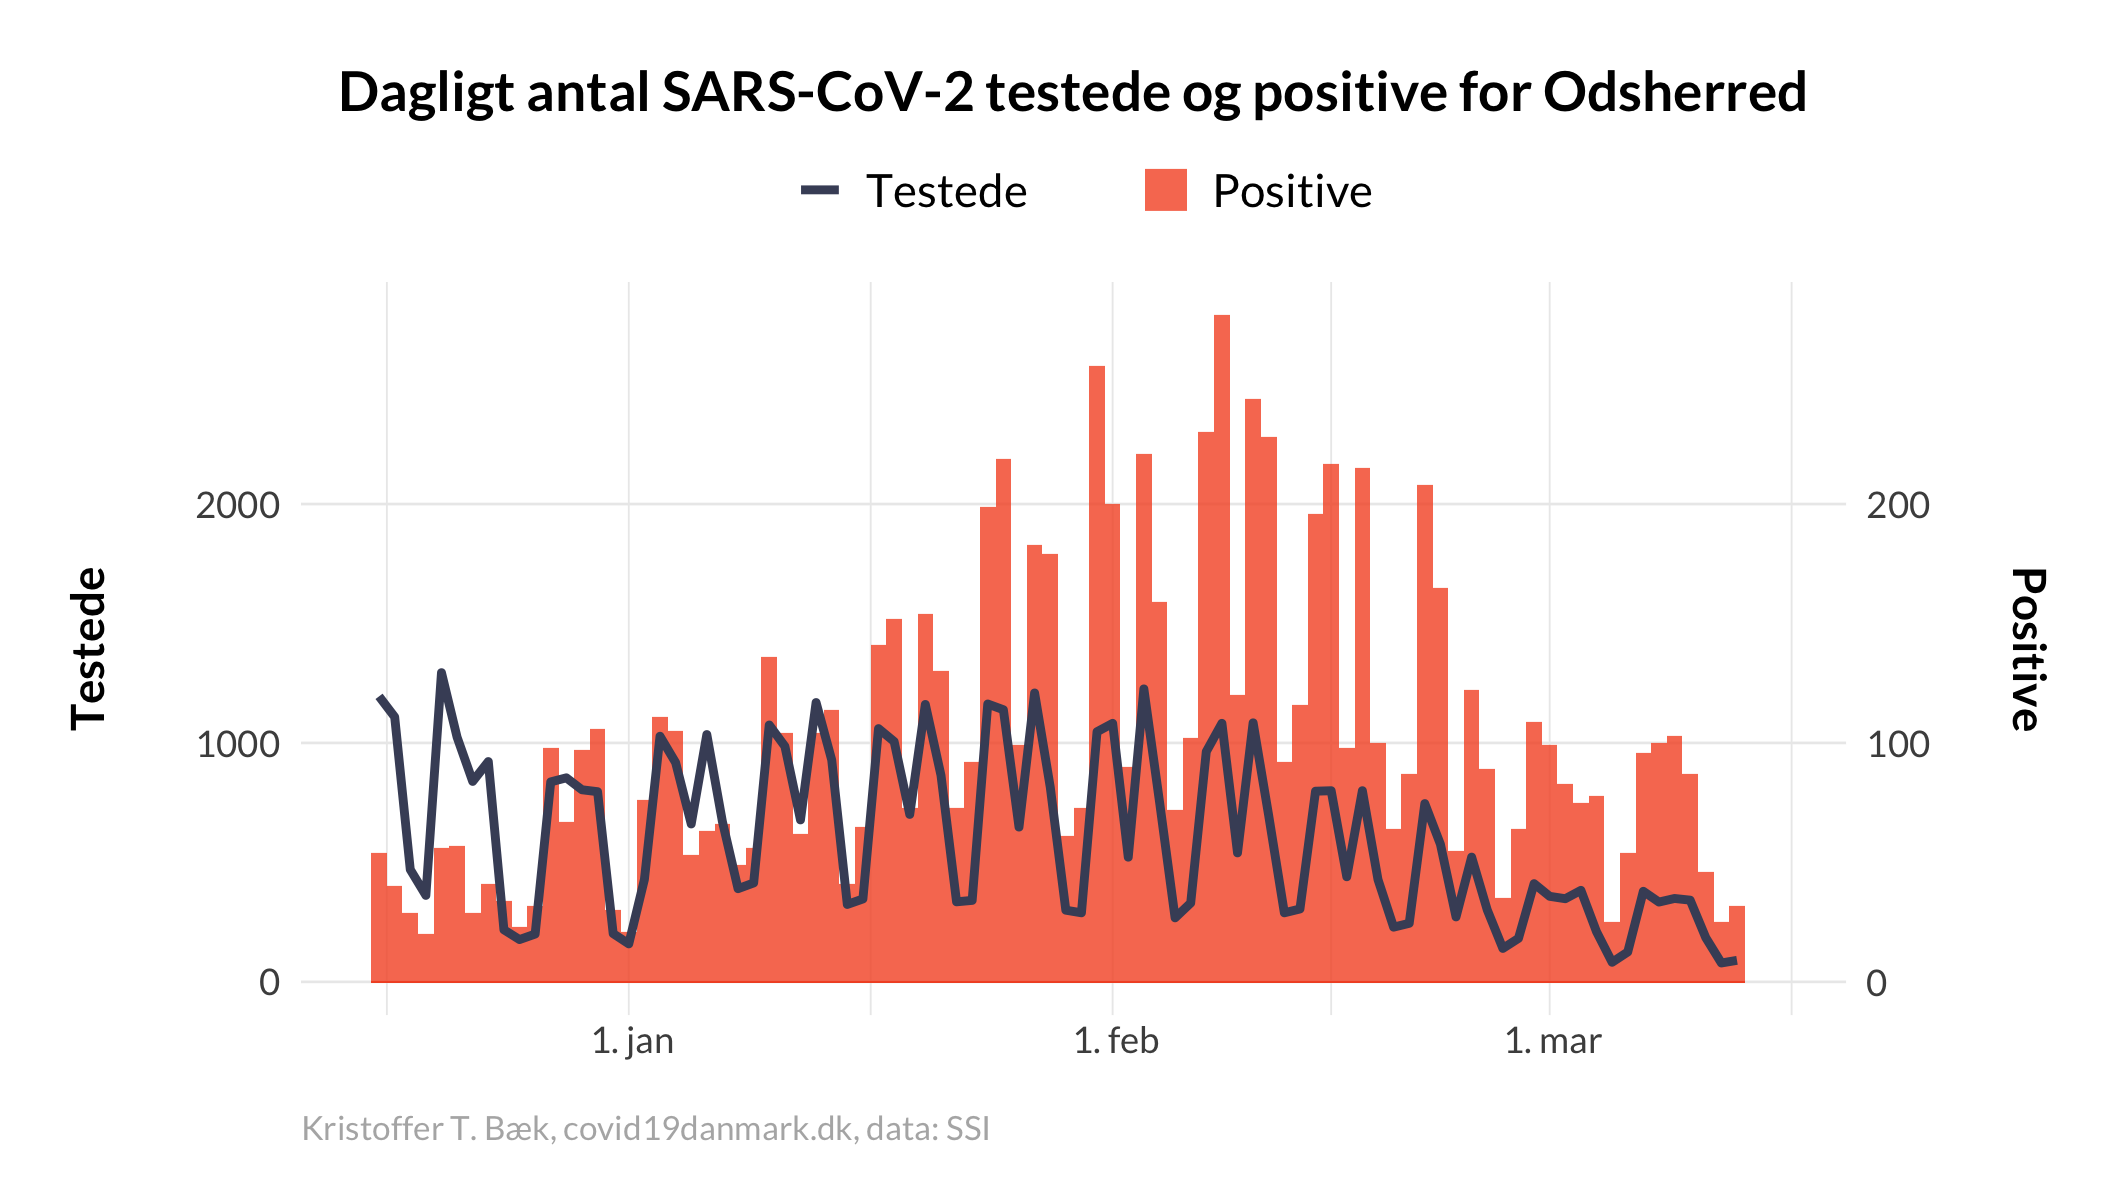 Dagligt antal SARS-CoV-2 testede og positive for Odsherred
Testede
Positive
2000
1000
0
Testede
200
100
0
Positive
1. jan
1. feb
1. mar
Kristoffer T. Bæk, covid19danmark.dk, data: SSI